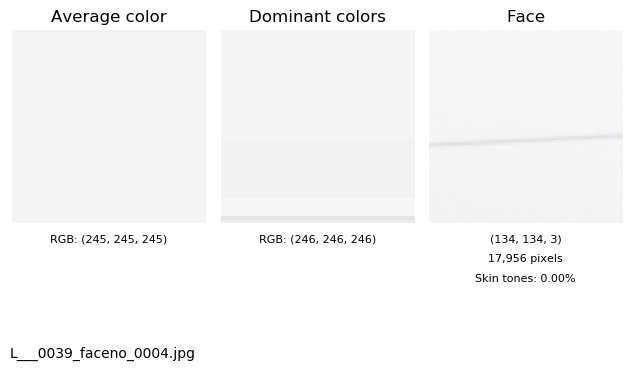 Average color
Dominant colors
Face
RGB: (245, 245, 245)
RGB: (246, 246, 246)
(134, 134, 3)
17,956 pixels
Skin tones: 0.00%
L___0039_faceno_0004.jpg